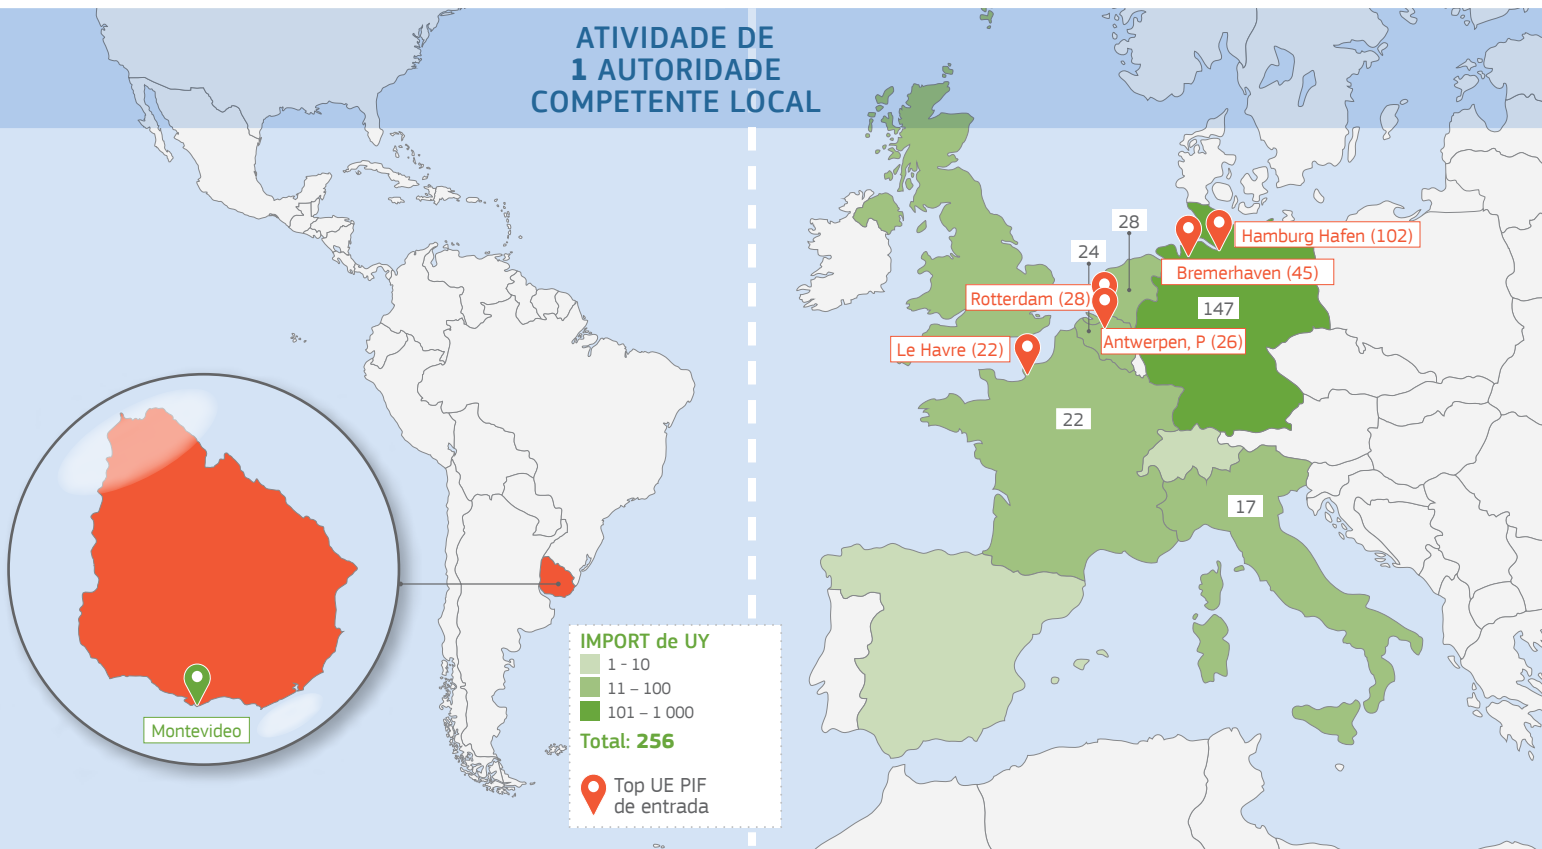 ATIVIDADE DE
1 AUTORIDADE
COMPETENTE LOCAL
28
Hamburg Hafen (102)
24
Bremerhaven (45)
Rotterdam (28)
147
Antwerpen, P (26)
Le Havre (22)
22
17
Montevideo
IMPORT de UY
1 - 10
11 – 100
101 – 1 000
Total: 256
Top UE PIF
de entrada